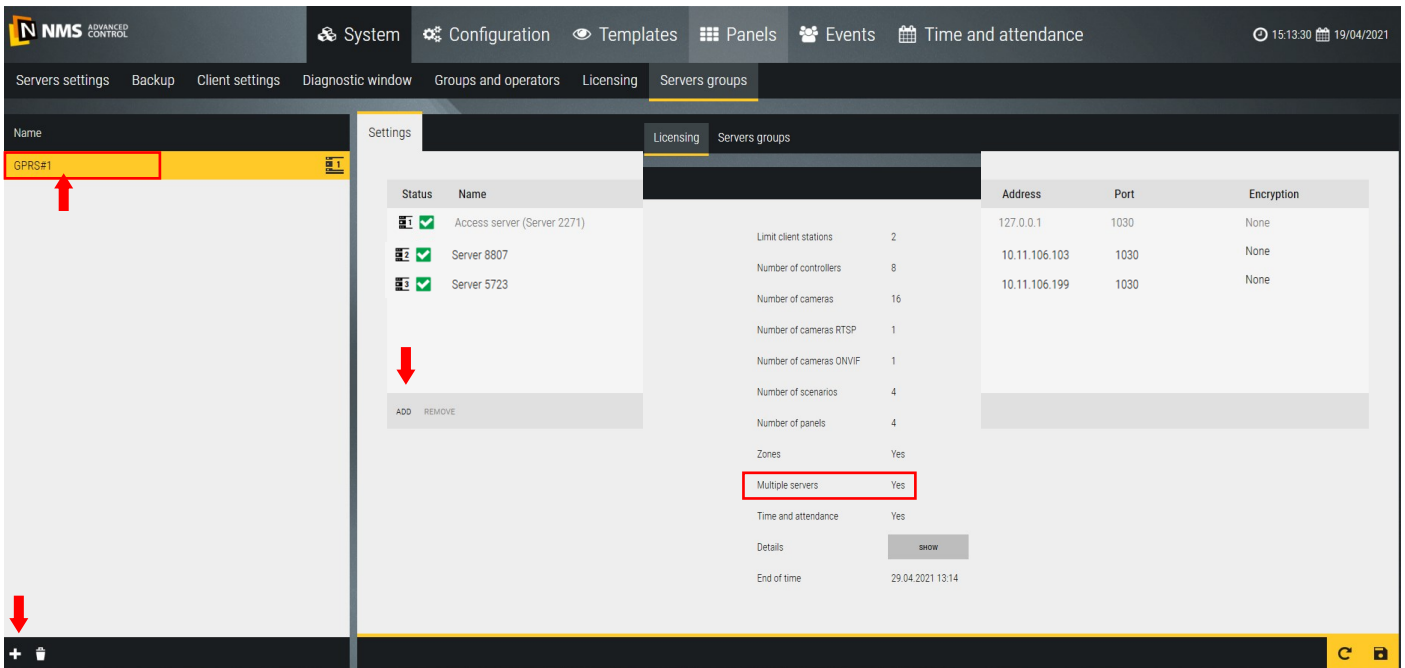 NMS ADVANCED CONTROL
System Configuration Templates Panels Events Time and attendance 15:13:30 19/04/2021
Servers settings Backup Client settings Diagnostic window Groups and operators Licensing Servers groups
Name
GPRS#1
1
Settings
Licensing Servers groups
Status Name Address Port Encryption
1 Access server (Server 2271) 127.0.0.1 1030 None
2 Server 8807 10.11.106.103 1030 None
3 Server 5723 10.11.106.199 1030 None
ADD REMOVE
Limit client stations 2
Number of controllers 8
Number of cameras 16
Number of cameras RTSP 1
Number of cameras ONVIF 1
Number of scenarios 4
Number of panels 4
Zones Yes
Multiple servers Yes
Time and attendance Yes
Details SHOW
End of time 29.04.2021 13:14